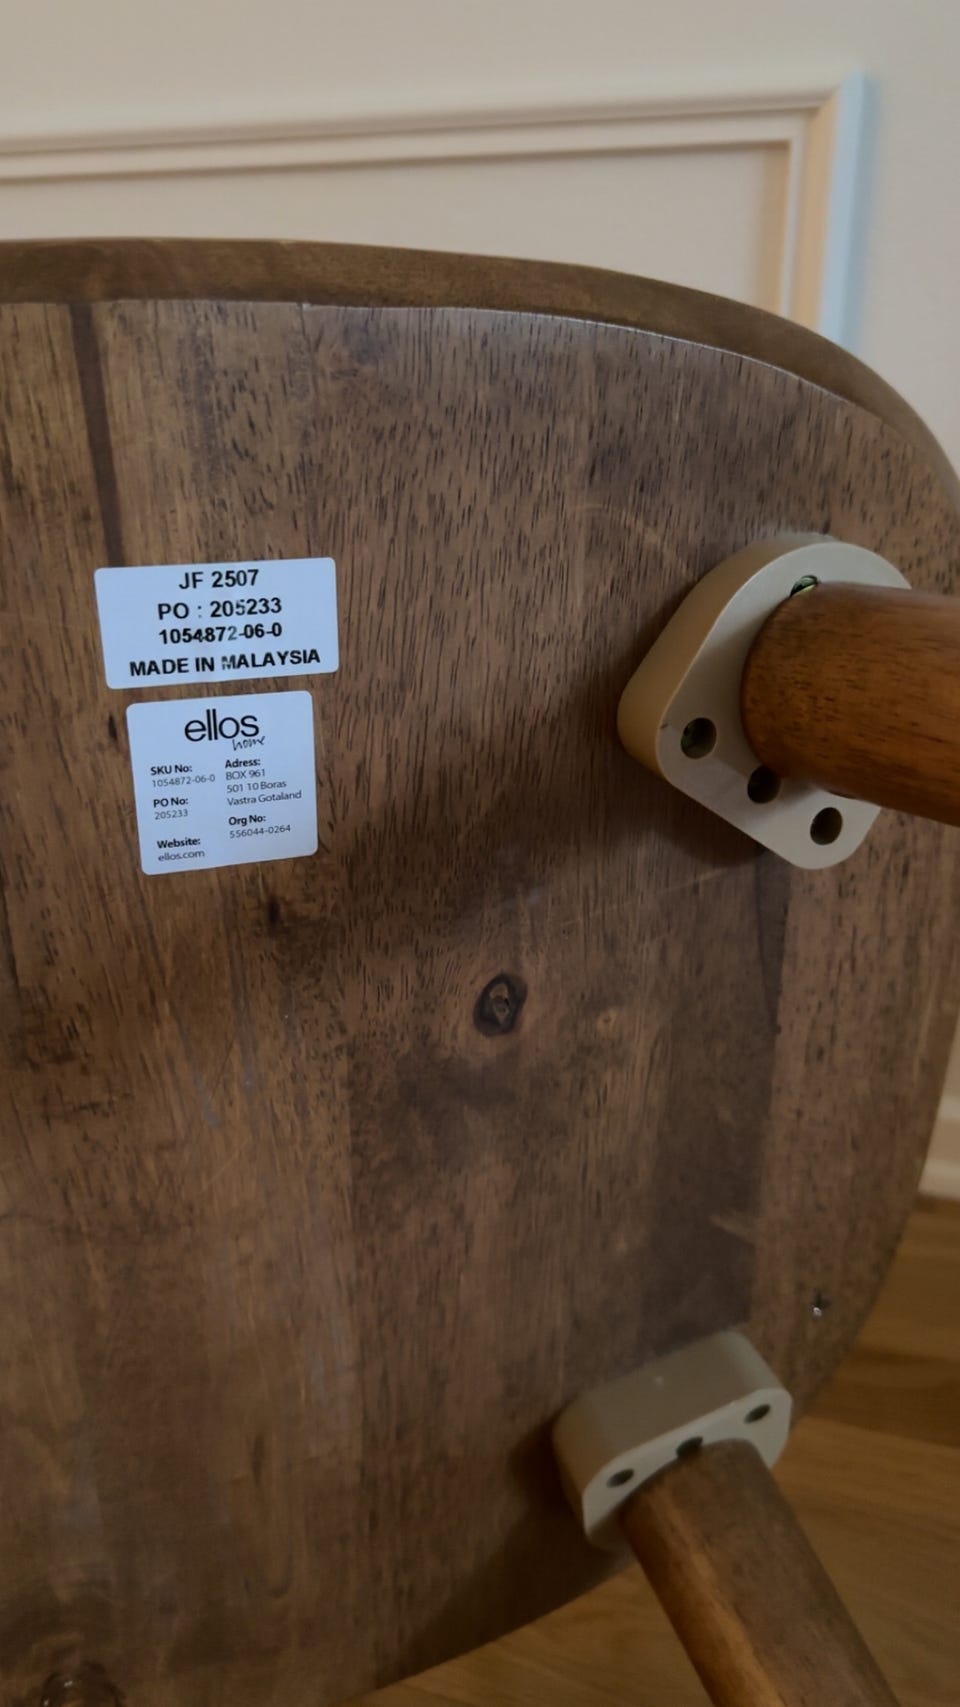 JF 2507
PO : 205233
1054872-06-0
MADE IN MALAYSIA
ellos
home
SKU No:
1054872-06-0
PO No:
205233
Website:
ellos.com
Adress:
BOX 961
501 10 Boras
Vastra Gotaland
Org No:
556044-0264